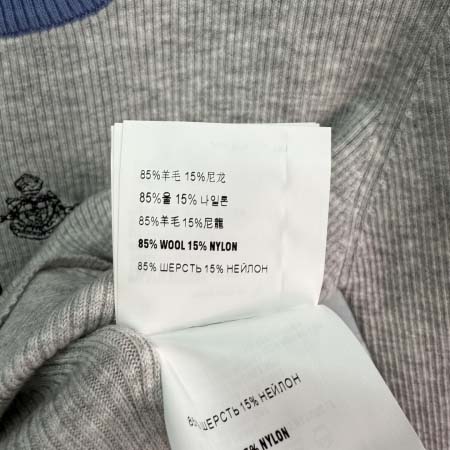 85%羊毛 15%尼龙
85%울 15% 나일론
85%羊毛 15%尼龍
85% WOOL 15% NYLON
85% ШЕРСТЬ 15% НЕЙЛОН
85% ШЕРСТЬ 15% НЕЙЛОН
NYLON